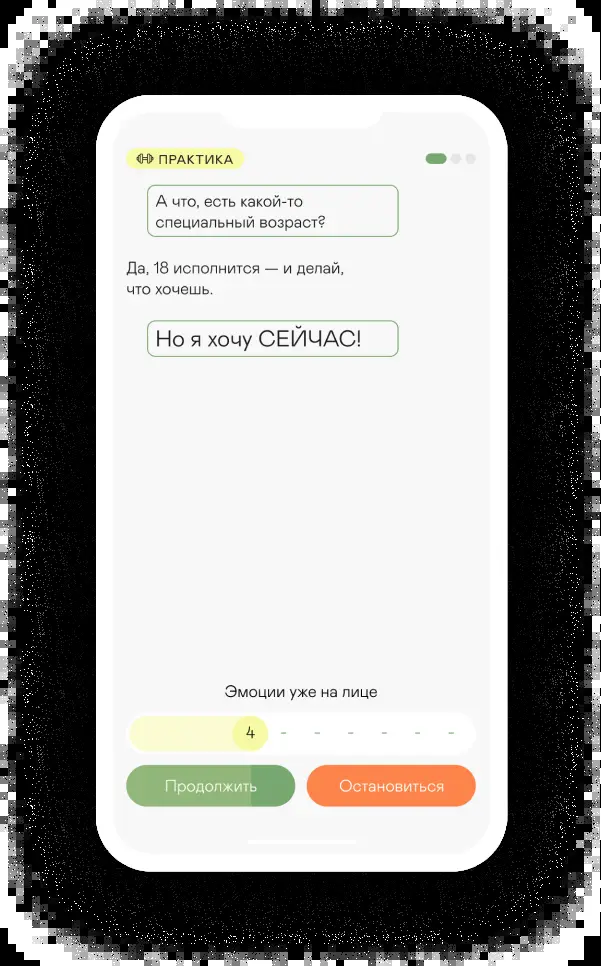 ПРАКТИКА
А что, есть какой-то
специальный возраст?
Да, 18 исполнится — и делай,
что хочешь.
Но я хочу СЕЙЧАС!
Эмоции уже на лице
4 - - - - - -
Продолжить Остановиться